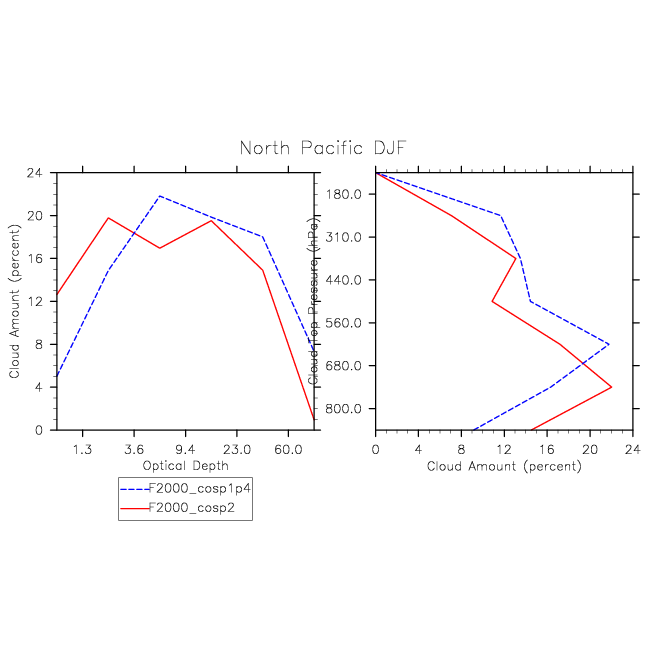 North Pacific DJF
24
20
16
12
8
4
0
Cloud Amount (percent)
1.3 3.6 9.4 23.0 60.0
Optical Depth
Cloud Top Pressure (hPa)
180.0
310.0
440.0
560.0
680.0
800.0
0 4 8 12 16 20 24
Cloud Amount (percent)
F2000_cosp1p4
F2000_cosp2